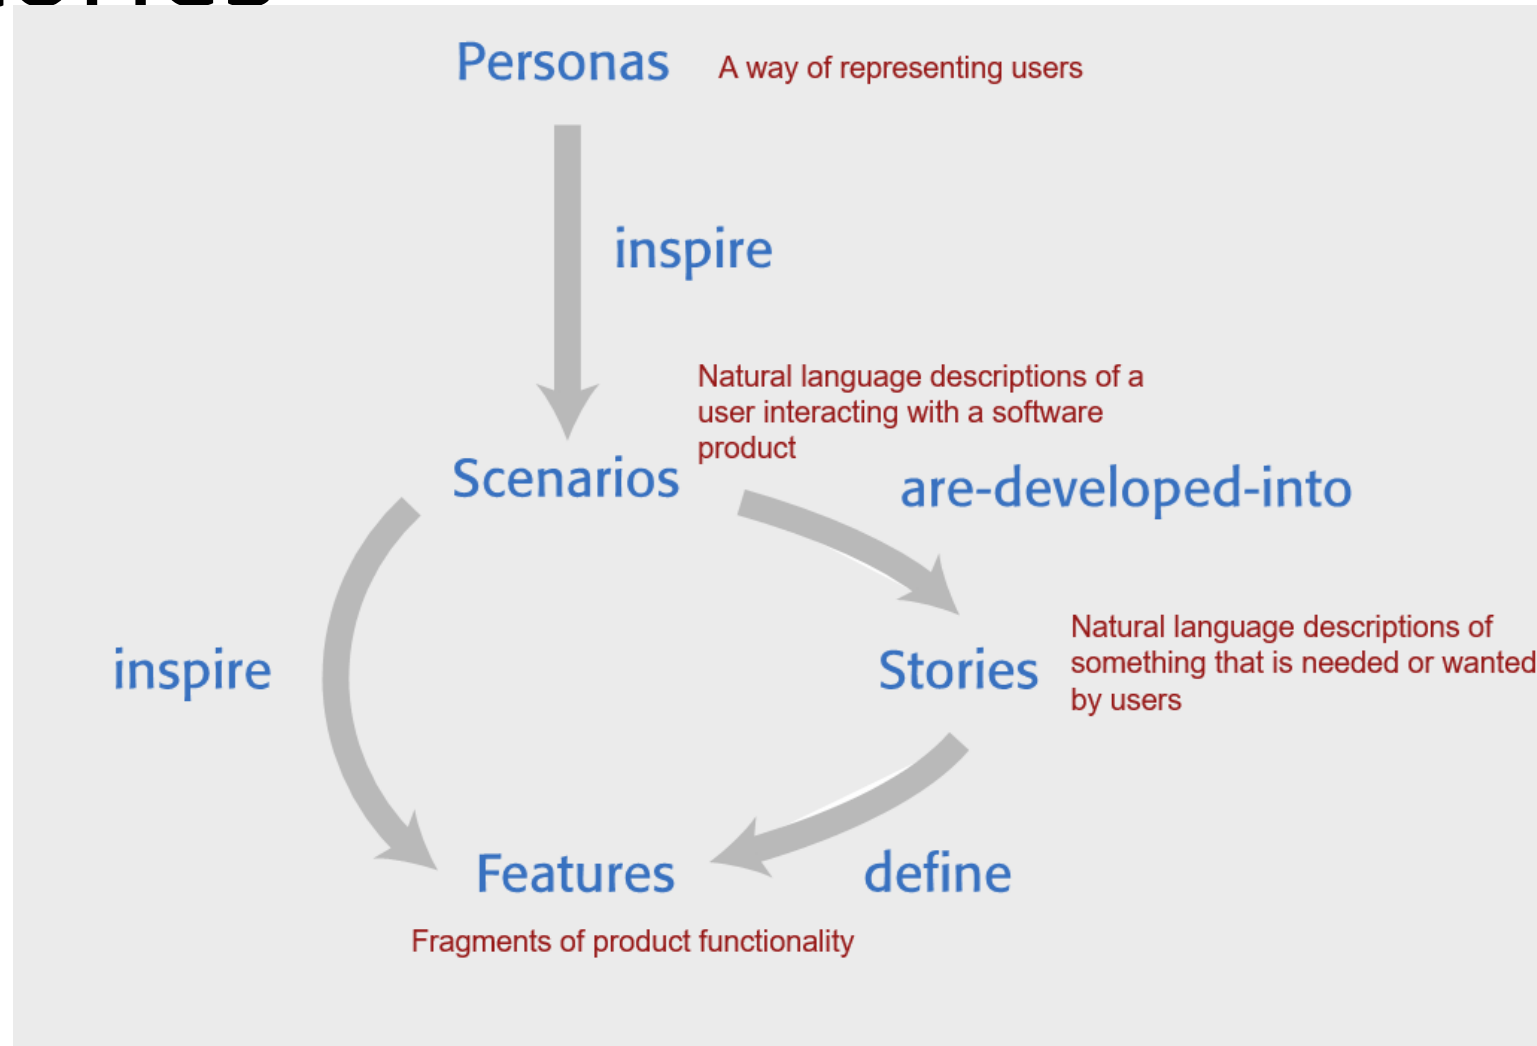 Personas
A way of representing users
inspire
Natural language descriptions of a
user interacting with a software
product
Scenarios
are-developed-into
inspire
Stories
Natural language descriptions of
something that is needed or wanted
by users
Features
define
Fragments of product functionality